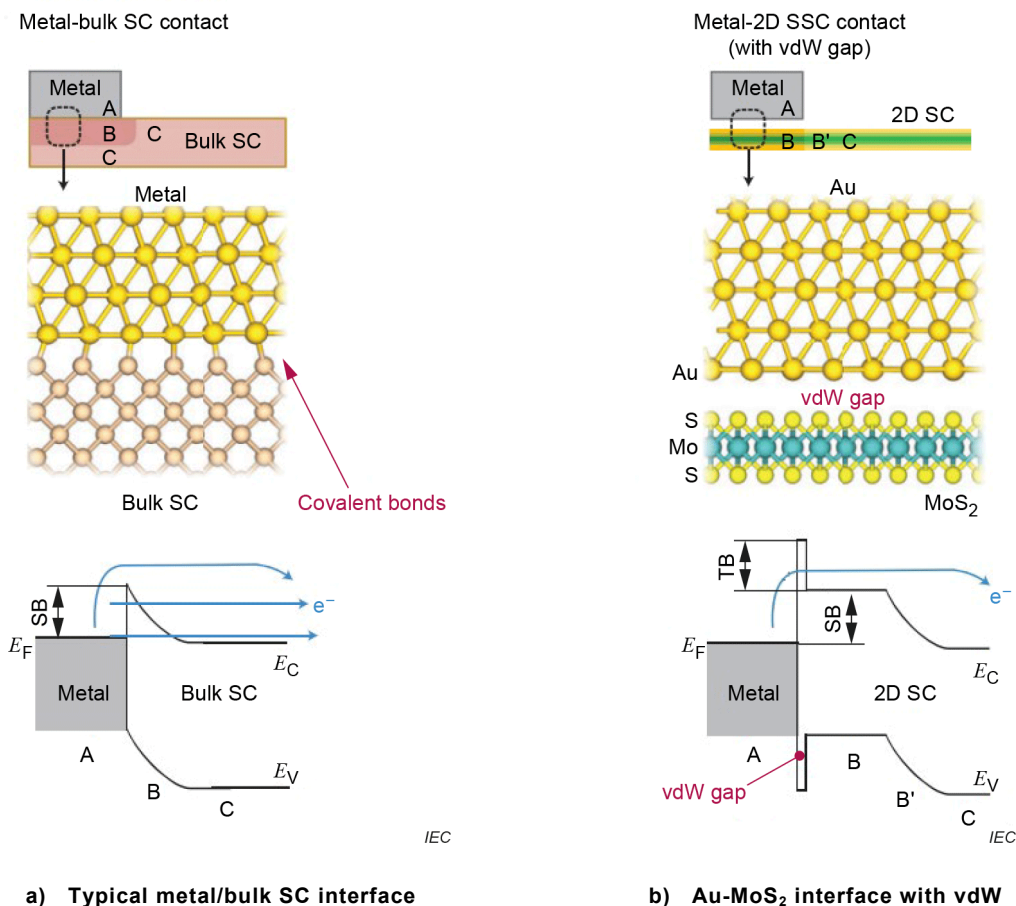 Metal-bulk SC contact
Metal
A
B
C
Bulk SC
C
Metal
Bulk SC
Covalent bonds
SB
e⁻
E_F
E_C
Metal
Bulk SC
A
E_V
B
C
IEC
a) Typical metal/bulk SC interface
Metal-2D SSC contact
(with vdW gap)
Metal
A
2D SC
B
B'
C
Au
Au
vdW gap
S
Mo
S
MoS₂
TB
SB
e⁻
E_F
E_C
Metal
2D SC
A
B
E_V
vdW gap
B'
C
IEC
b) Au-MoS₂ interface with vdW